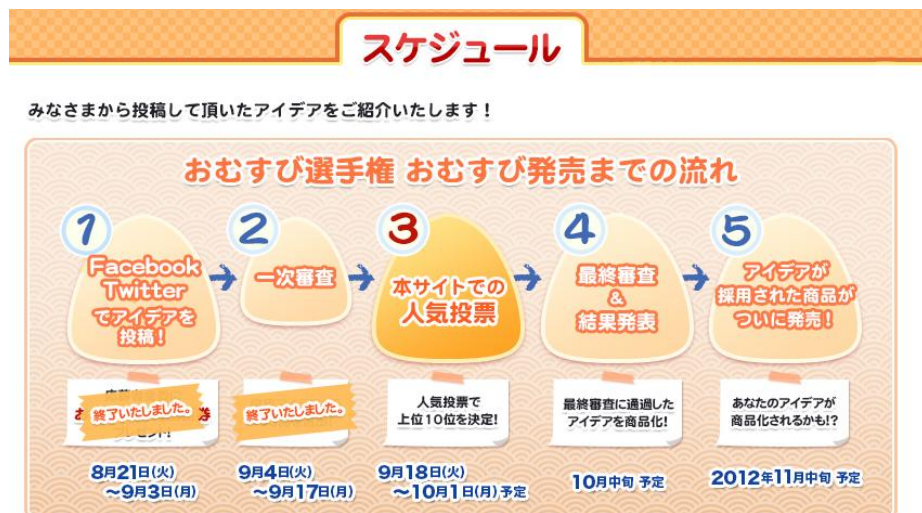 スケジュール
みなさまから投稿して頂いたアイデアをご紹介いたします！
おむすび選手権 おむすび発売までの流れ
1
Facebook
Twitter
でアイデアを
投稿！
終了いたしました。
8月21日(火)
～9月3日(月)
2
一次審査
終了いたしました。
9月4日(火)
～9月17日(月)
3
本サイトでの
人気投票
人気投票で
上位10位を決定!
9月18日(火)
～10月1日(月)予定
4
最終審査
&
結果発表
最終審査に通過した
アイデアを商品化!
10月中旬 予定
5
アイデアが
採用された商品が
ついに発売！
あなたのアイデアが
商品化されるかも!?
2012年11月中旬 予定